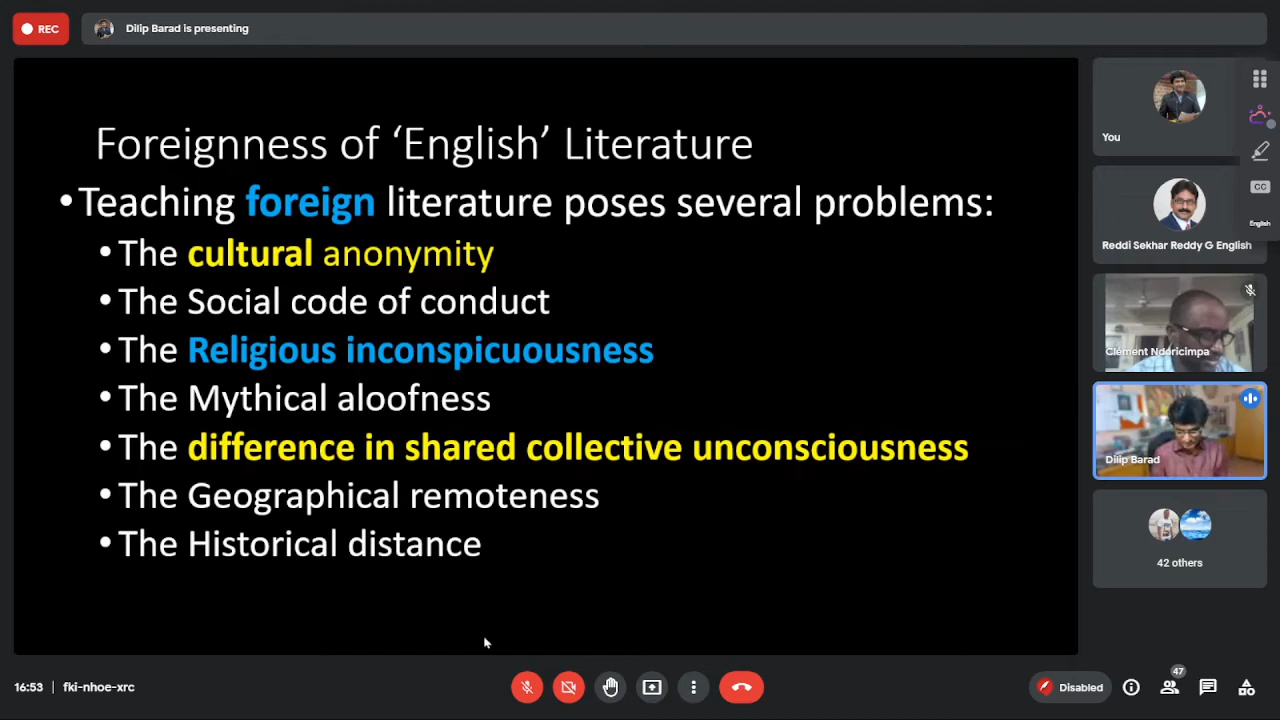 REC
Dilip Barad is presenting
Foreignness of ‘English’ Literature
•Teaching foreign literature poses several problems:
•The cultural anonymity
•The Social code of conduct
•The Religious inconspicuousness
•The Mythical aloofness
•The difference in shared collective unconsciousness
•The Geographical remoteness
•The Historical distance
You
Reddi Sekhar Reddy G English
Clément Ndoricimpa
Dilip Barad
42 others
CC
English
16:53 | fki-nhoe-xrc
Disabled
47